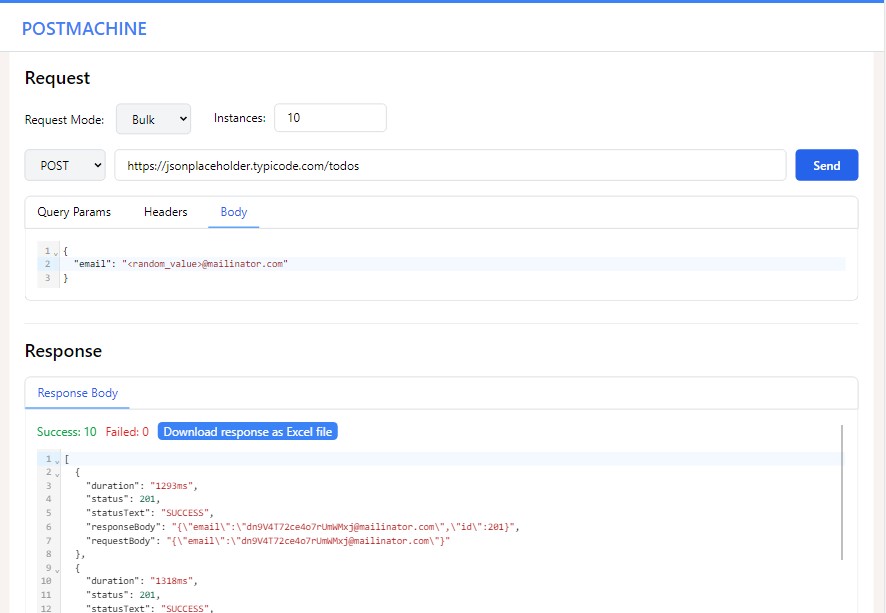 POSTMACHINE
Request
Request Mode: Bulk Instances: 10
POST https://jsonplaceholder.typicode.com/todos Send
Query Params Headers Body
1 {
2 "email": "<random_value>@mailinator.com"
3 }
Response
Response Body
Success: 10 Failed: 0 Download response as Excel file
1 [
2 {
3 "duration": "1293ms",
4 "status": 201,
5 "statusText": "SUCCESS",
6 "responseBody": "{\"email\":\"dn9V4T72ce4o7rUmWMxj@mailinator.com\",\"id\":201}",
7 "requestBody": "{\"email\":\"dn9V4T72ce4o7rUmWMxj@mailinator.com\"}"
8 },
9 {
10 "duration": "1318ms",
11 "status": 201,
12 "statusText": "SUCCESS",